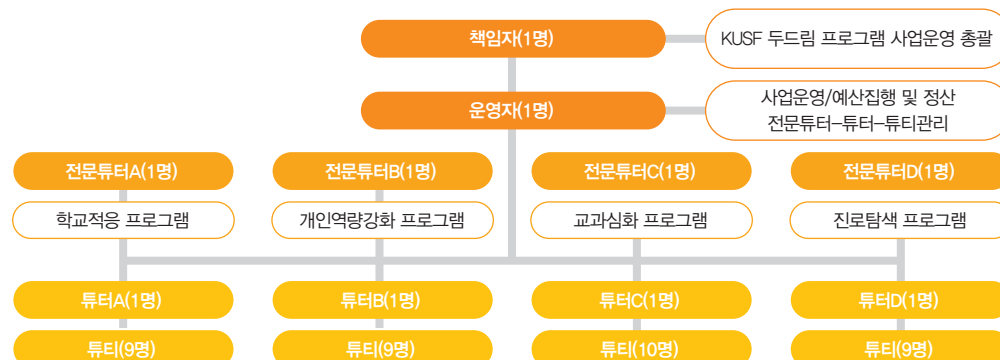 책임자(1명)
KUSF 두드림 프로그램 사업운영 총괄
운영자(1명)
사업운영/예산집행 및 정산
전문튜터–튜터–튜티관리
전문튜터A(1명)
전문튜터B(1명)
전문튜터C(1명)
전문튜터D(1명)
학교적응 프로그램
개인역량강화 프로그램
교과심화 프로그램
진로탐색 프로그램
튜터A(1명)
튜터B(1명)
튜터C(1명)
튜터D(1명)
튜티(9명)
튜티(9명)
튜티(10명)
튜티(9명)